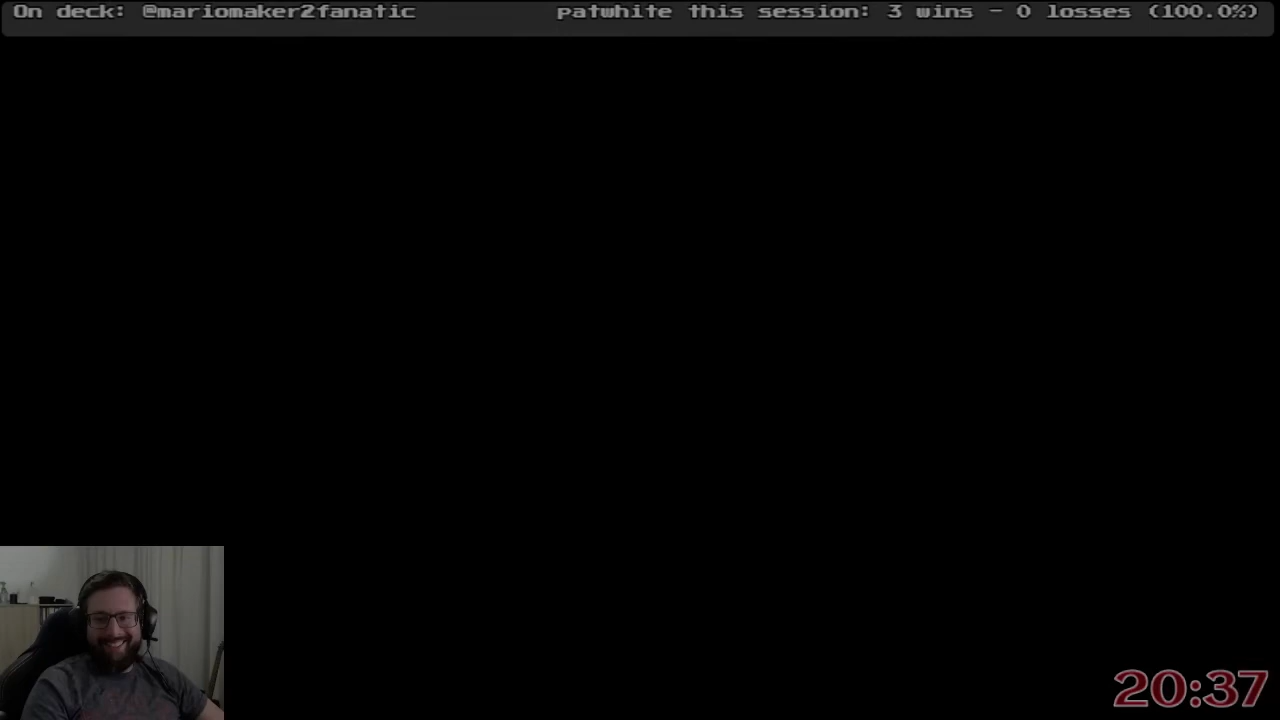 On deck: @mariomaker2fanatic patwhite this session: 3 wins - 0 losses (100.0%)
20:37